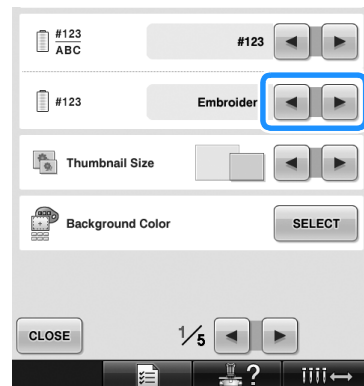 #123
ABC
#123
#123
Embroider
Thumbnail Size
Background Color
SELECT
CLOSE
1/5
?